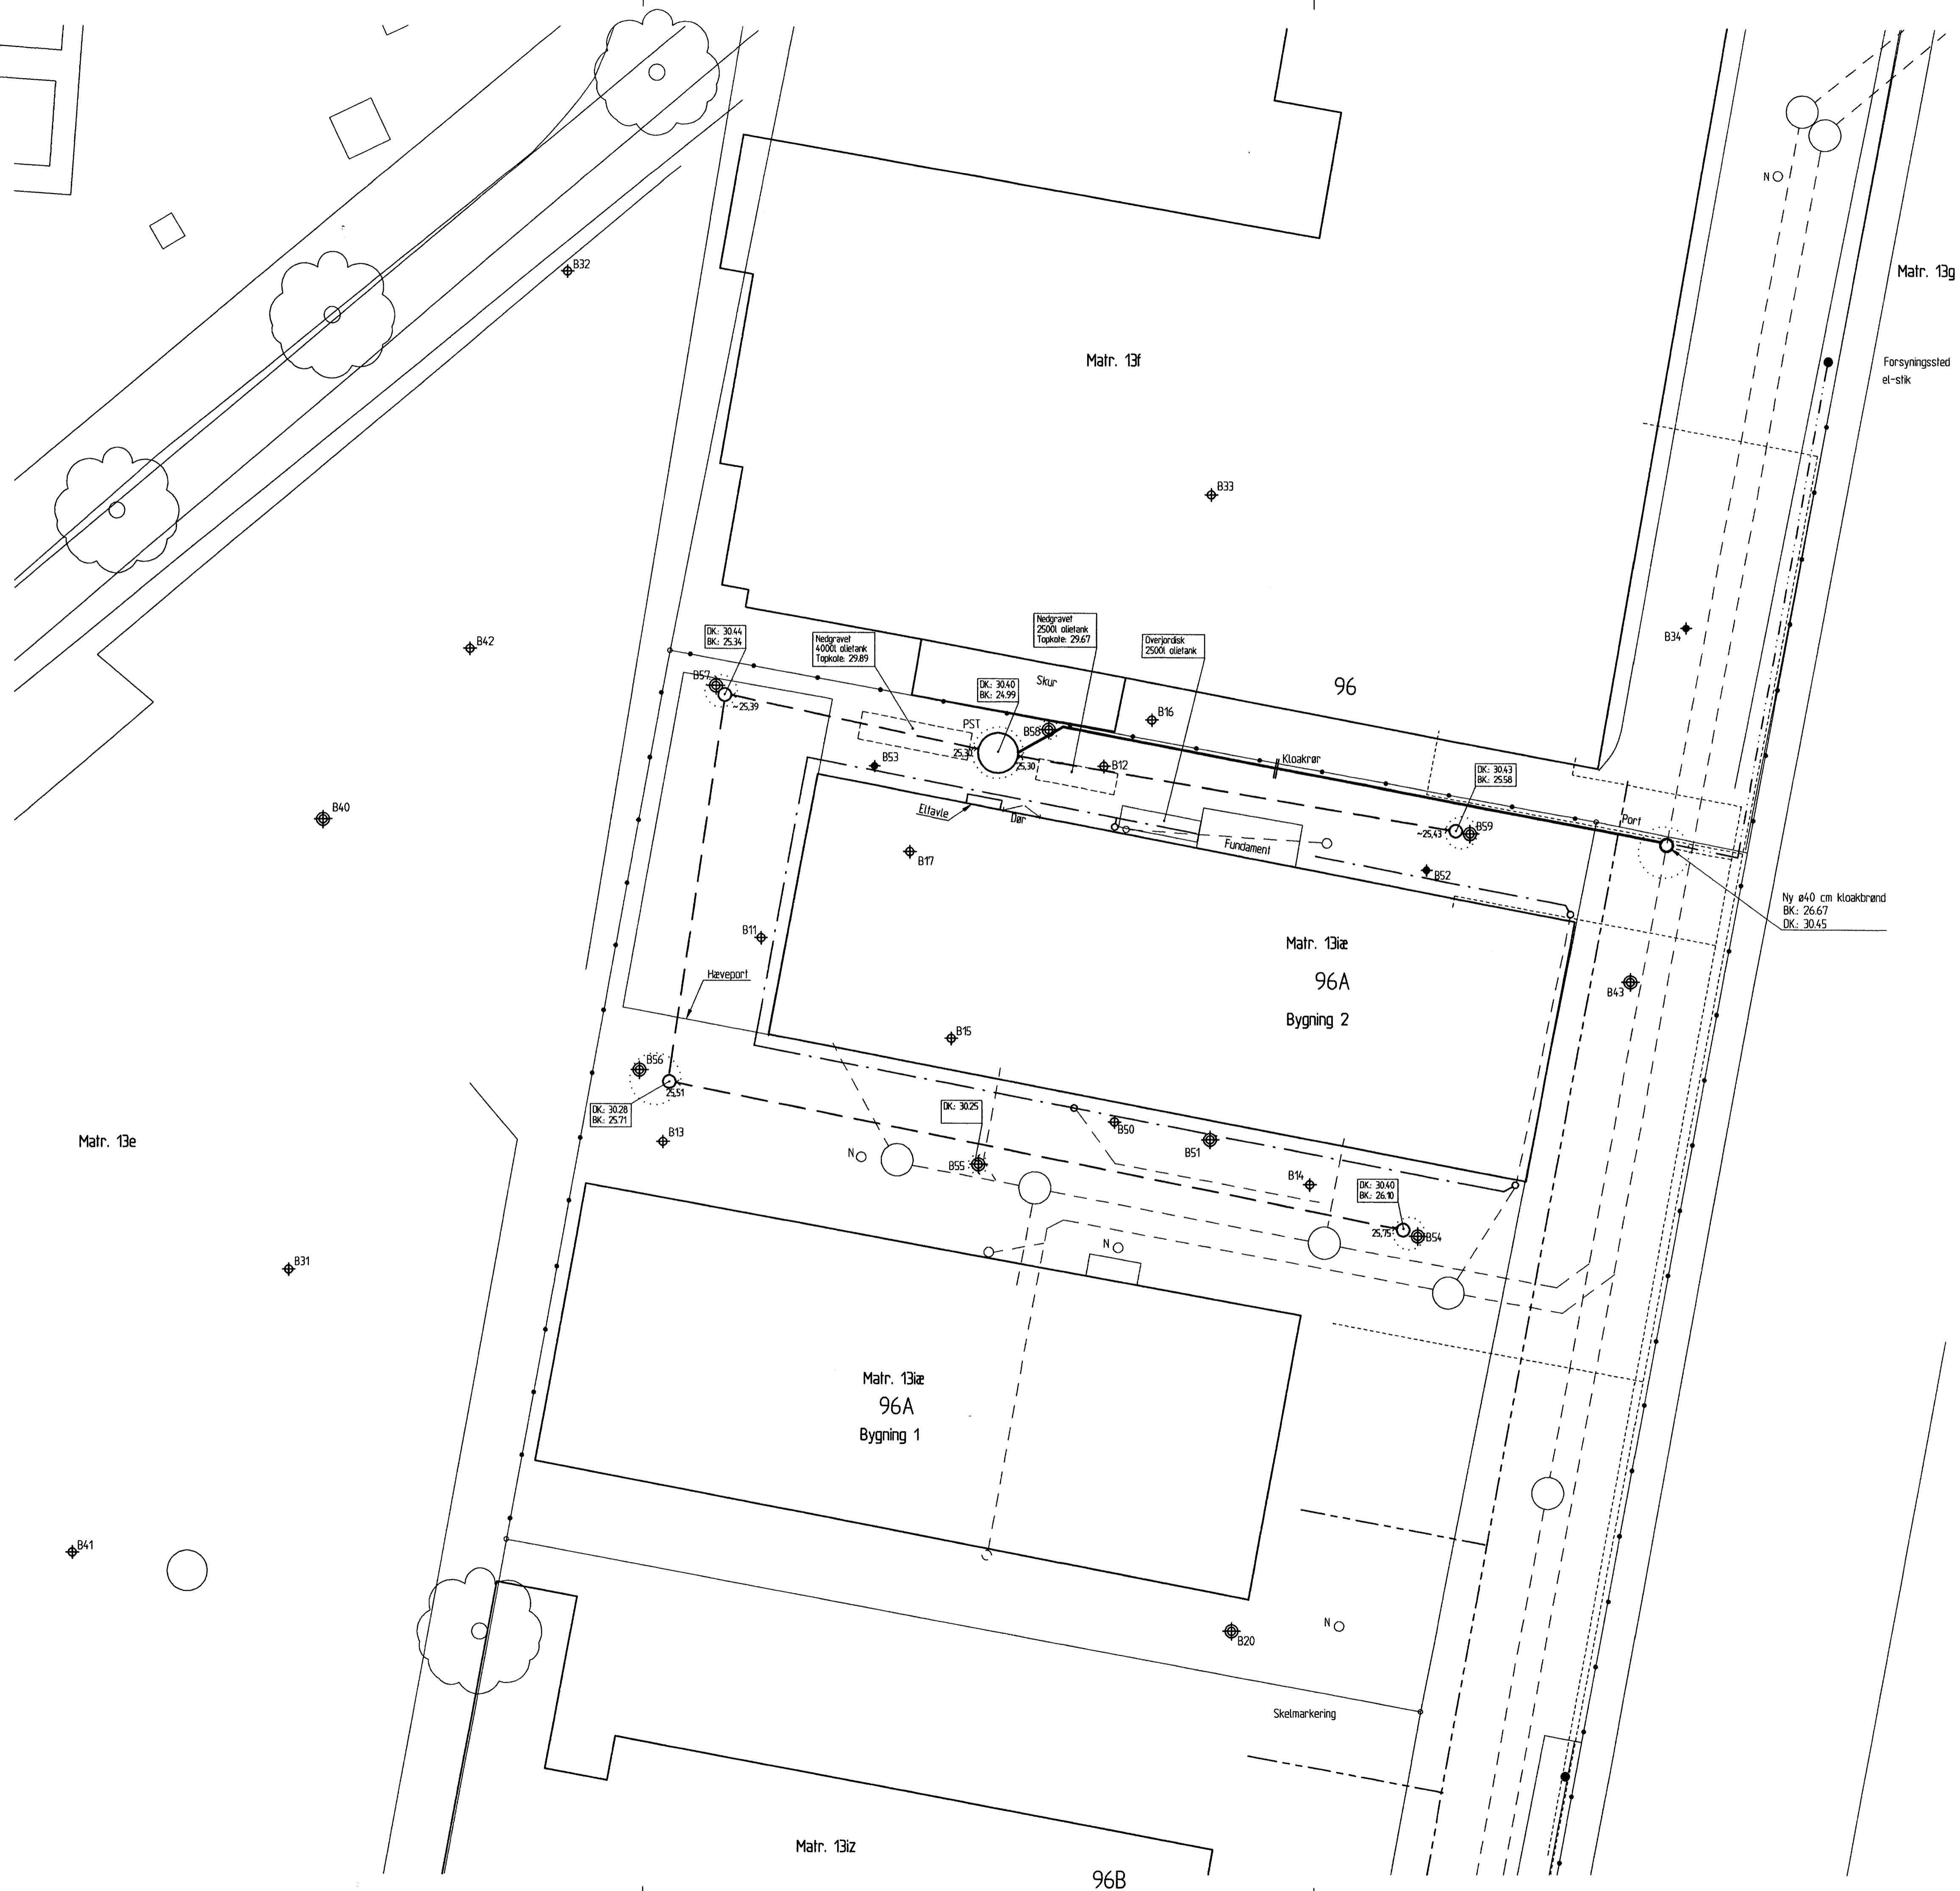 N
Matr. 13g
B32
Matr. 13f
Forsyningssted
el-stik
B33
B34
B42
DK.: 30.44
BK.: 25.34
Nedgravet
4000l olietank
Topkote: 29.89
Nedgravet
2500l olietank
Topkote: 29.67
Overjordisk
2500l olietank
B57
~25,39
Skur
DK.: 30.40
BK.: 24.99
96
PST
B58
B16
25,30
B53
B12
Kloakrør
DK.: 30.43
BK.: 25.58
B40
Eltavle
Dør
~25,43
B59
Port
Fundament
B17
B52
Ny ø40 cm kloakbrønd
BK.: 26.67
DK.: 30.45
B11
Matr. 13iæ
96A
Bygning 2
Hæveport
B43
B15
B56
25,51
DK.: 30.28
BK.: 25.71
DK.: 30.25
B13
Matr. 13e
N
B55
B50
B51
B14
DK.: 30.40
BK.: 26.10
25,75
B54
N
B31
Matr. 13iæ
96A
Bygning 1
B41
B20
N
Skelmarkering
Matr. 13iz
96B